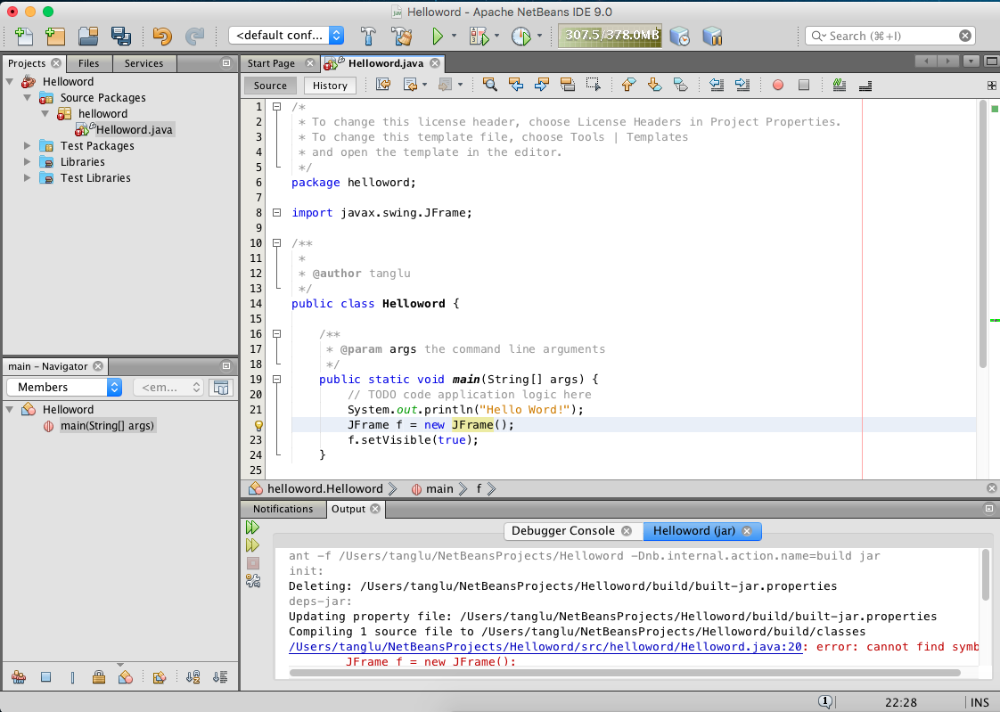 Helloword - Apache NetBeans IDE 9.0
<default conf...
307.5/378.0MB
Search (⌘+I)
Projects
Files
Services
Helloword
Source Packages
helloword
Helloword.java
Test Packages
Libraries
Test Libraries
main - Navigator
Members
<em...
Helloword
main(String[] args)
Start Page
Helloword.java
Source
History
1 /*
2 * To change this license header, choose License Headers in Project Properties.
3 * To change this template file, choose Tools | Templates
4 * and open the template in the editor.
5 */
6 package helloword;
7
8 import javax.swing.JFrame;
9
10 /**
11 *
12 * @author tanglu
13 */
14 public class Helloword {
15
16 /**
17 * @param args the command line arguments
18 */
19 public static void main(String[] args) {
20 // TODO code application logic here
21 System.out.println("Hello Word!");
JFrame f = new JFrame();
23 f.setVisible(true);
24 }
25
helloword.Helloword
main
f
Notifications
Output
Debugger Console
Helloword (jar)
ant -f /Users/tanglu/NetBeansProjects/Helloword -Dnb.internal.action.name=build jar
init:
Deleting: /Users/tanglu/NetBeansProjects/Helloword/build/built-jar.properties
deps-jar:
Updating property file: /Users/tanglu/NetBeansProjects/Helloword/build/built-jar.properties
Compiling 1 source file to /Users/tanglu/NetBeansProjects/Helloword/build/classes
/Users/tanglu/NetBeansProjects/Helloword/src/helloword/Helloword.java:20: error: cannot find symb
JFrame f = new JFrame();
1
22:28
INS